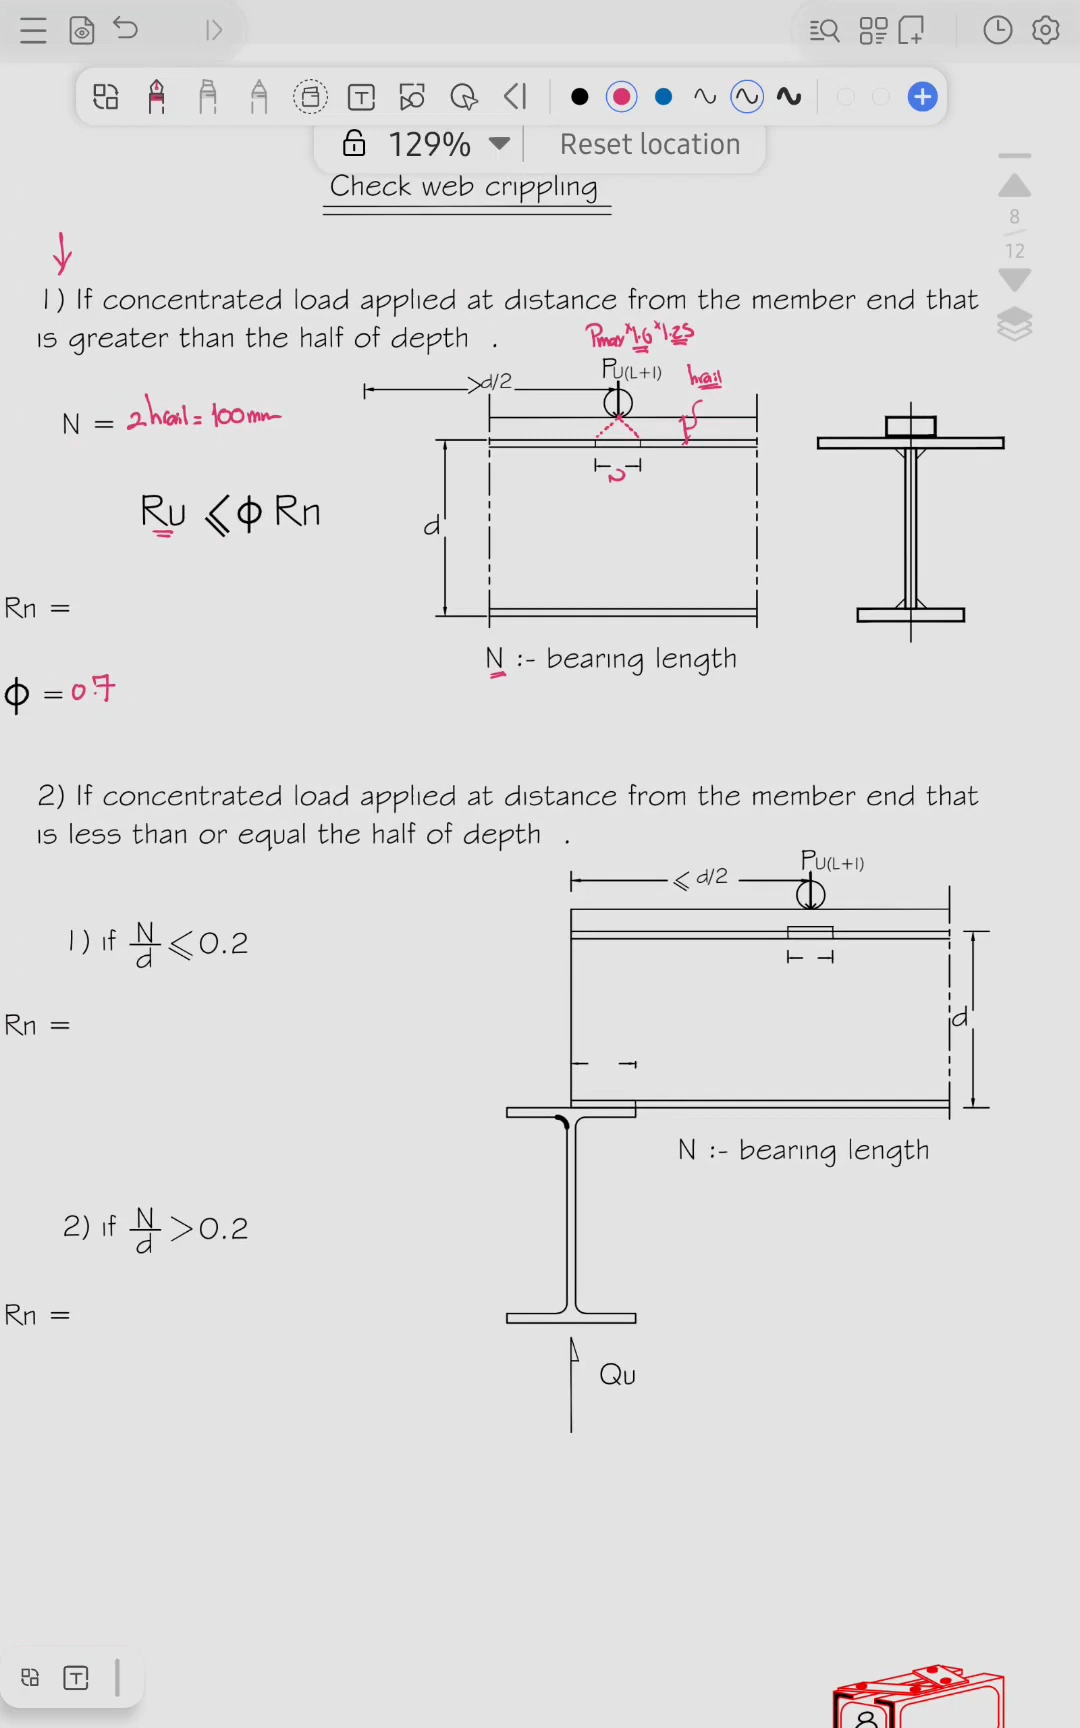 129%
Reset location
Check web crippling
8
12
1) If concentrated load applied at distance from the member end that
is greater than the half of depth .
Pmax*1.6*1.25
Pu(L+I)
hrail
>d/2
N = 2hrail = 100mm
N
Ru ⩽ ϕ Rn
d
Rn =
N :- bearing length
ϕ = 0.7
2) If concentrated load applied at distance from the member end that
is less than or equal the half of depth .
Pu(L+I)
⩽ d/2
1) if N/d ⩽ 0.2
Rn =
d
N :- bearing length
2) if N/d > 0.2
Rn =
Qu
8